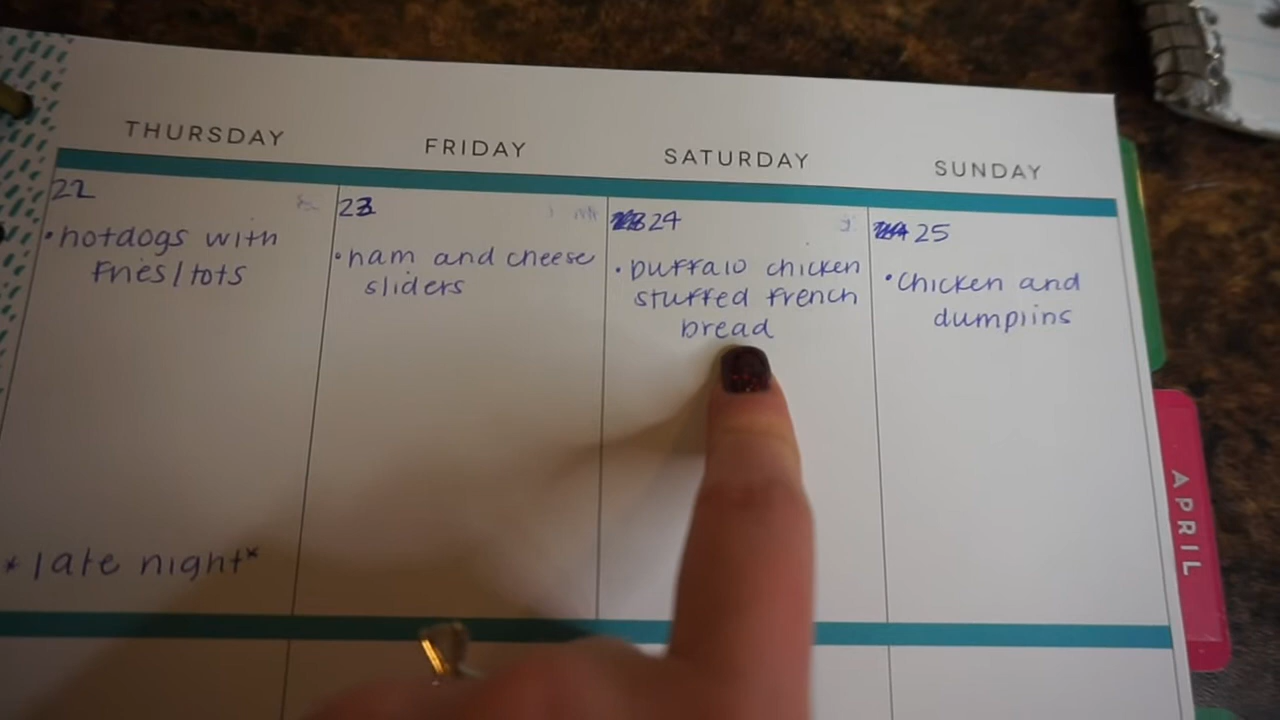 THURSDAY
FRIDAY
SATURDAY
SUNDAY
22
• hotdogs with
fries/tots
*late night*
23
• ham and cheese
sliders
24
• buffalo chicken
stuffed french
bread
25
• chicken and
dumplins
APRIL